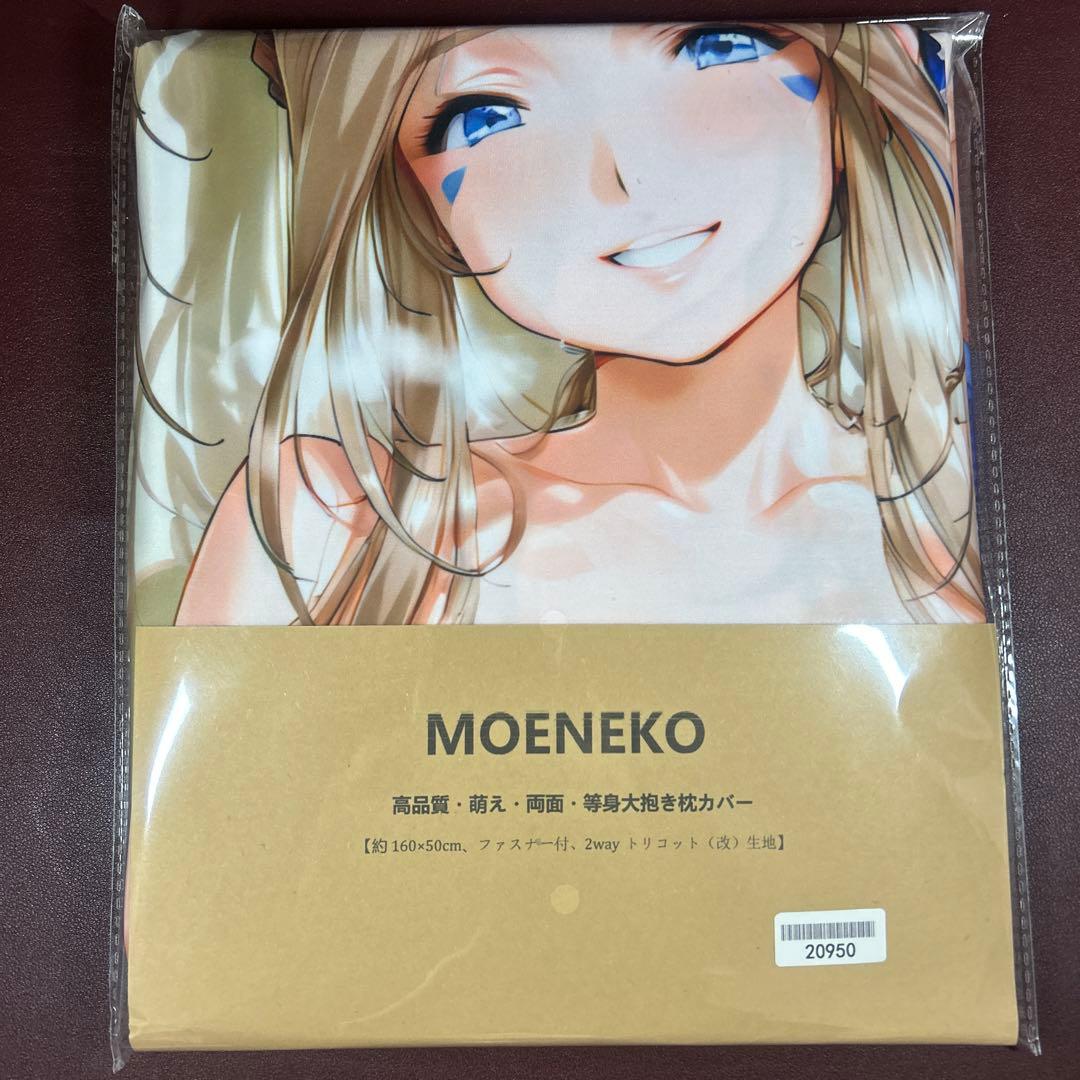 MOENEKO
高品質・萌え・両面・等身大抱き枕カバー
【約160×50cm、ファスナー付、2way トリコット（改）生地】
20950